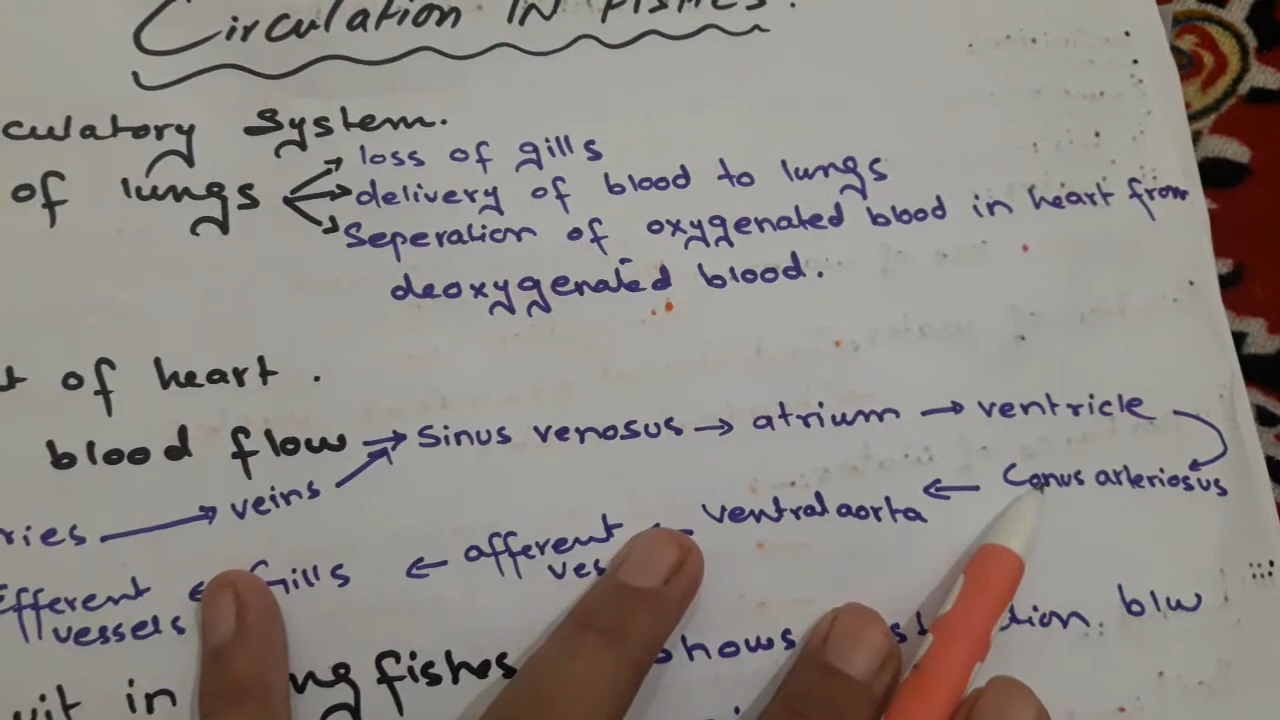 Circulation IN FISHES.
culatory System.
of lungs → loss of gills
→ delivery of blood to lungs
→ Seperation of oxygenated blood in heart from
deoxygenated blood.
of heart.
blood flow → Sinus venosus → atrium → ventricle
ries → veins
← Conus arteriosus
ventral aorta
← Gills ← afferent
Efferent vessels
in fishes
shows blw